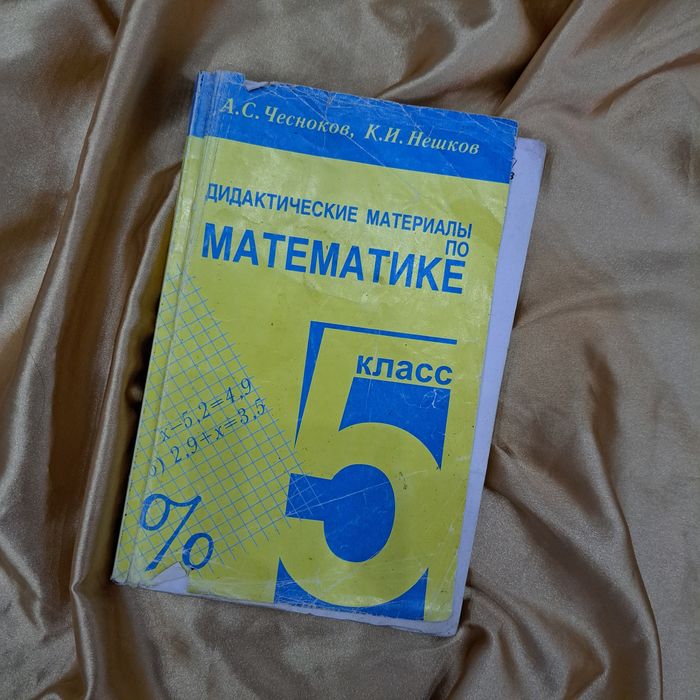 А.С. Чесноков, К.И. Нешков
ДИДАКТИЧЕСКИЕ МАТЕРИАЛЫ
ПО
МАТЕМАТИКЕ
5
класс
x−5,2=4,9
б) 2,9+x=3,5
%